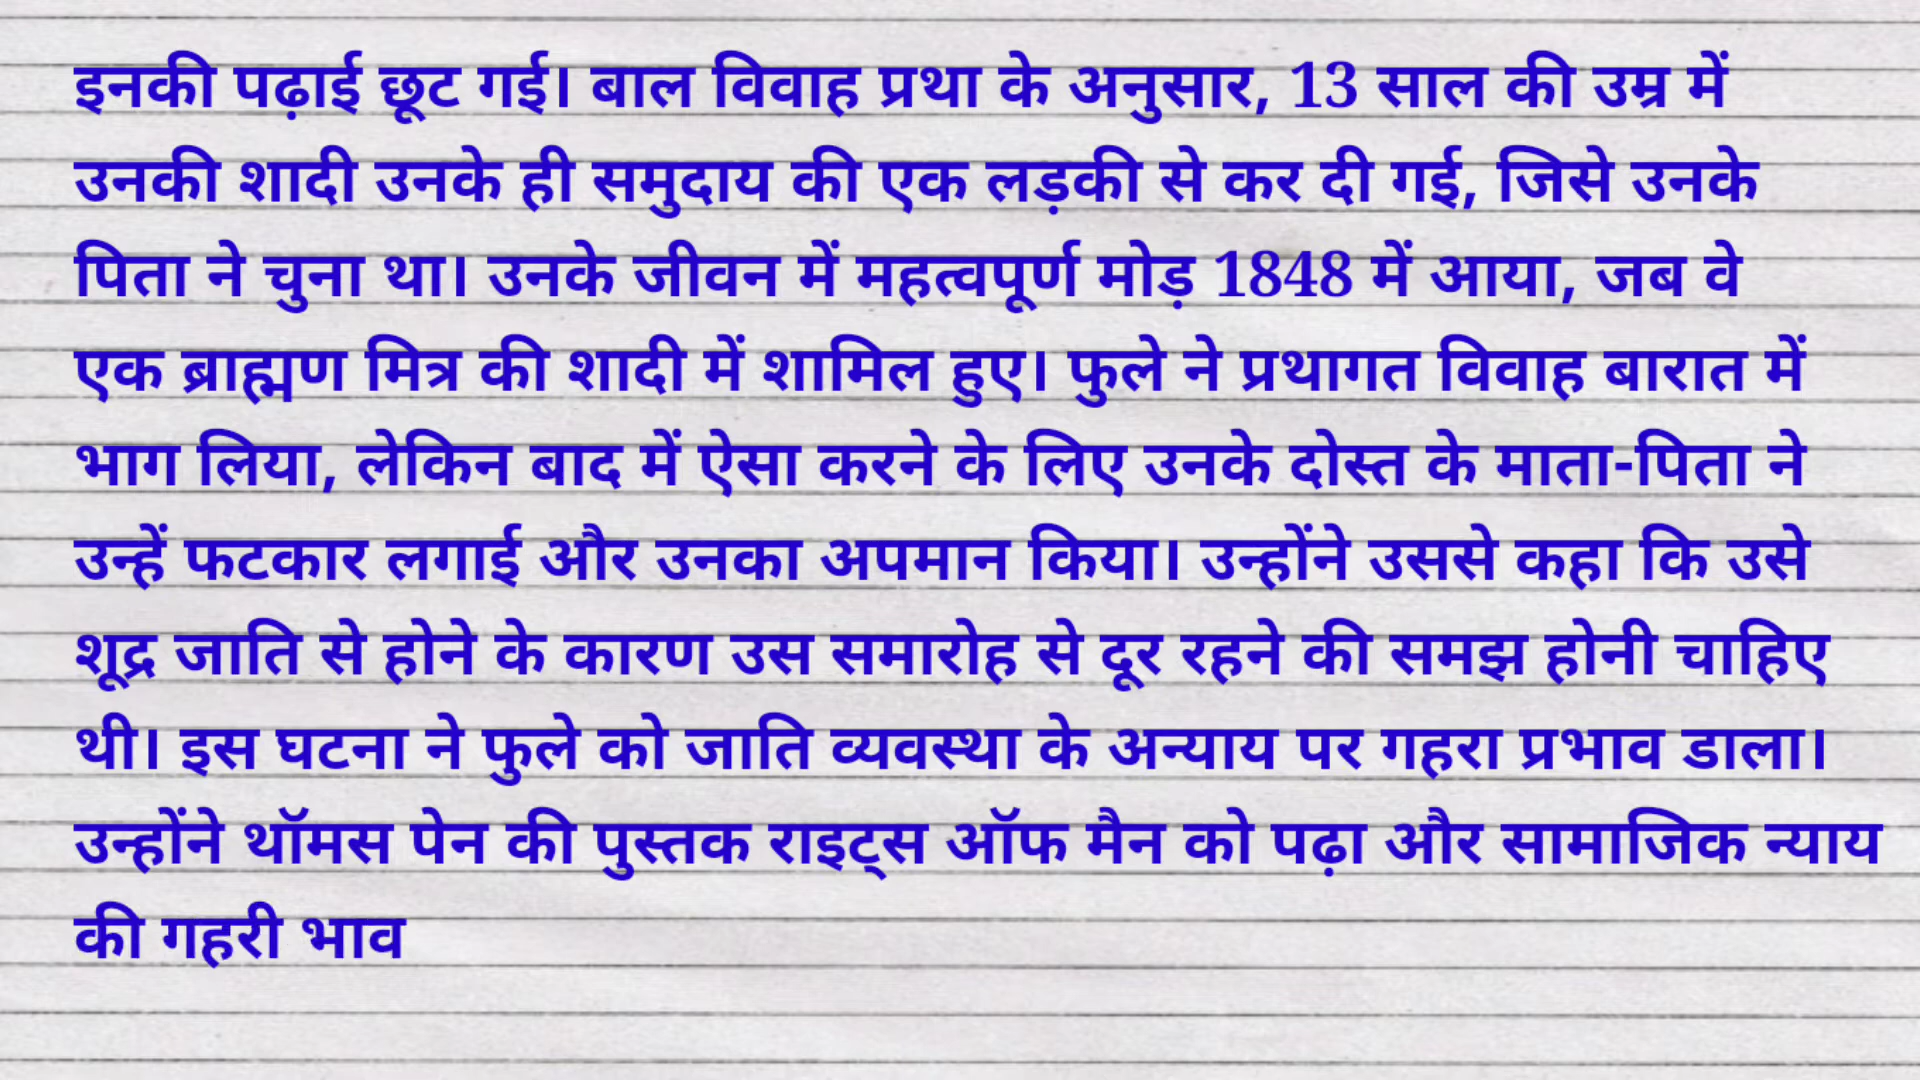 इनकी पढ़ाई छूट गई। बाल विवाह प्रथा के अनुसार, 13 साल की उम्र में
उनकी शादी उनके ही समुदाय की एक लड़की से कर दी गई, जिसे उनके
पिता ने चुना था। उनके जीवन में महत्वपूर्ण मोड़ 1848 में आया, जब वे
एक ब्राह्मण मित्र की शादी में शामिल हुए। फुले ने प्रथागत विवाह बारात में
भाग लिया, लेकिन बाद में ऐसा करने के लिए उनके दोस्त के माता-पिता ने
उन्हें फटकार लगाई और उनका अपमान किया। उन्होंने उससे कहा कि उसे
शूद्र जाति से होने के कारण उस समारोह से दूर रहने की समझ होनी चाहिए
थी। इस घटना ने फुले को जाति व्यवस्था के अन्याय पर गहरा प्रभाव डाला।
उन्होंने थॉमस पेन की पुस्तक राइट्स ऑफ मैन को पढ़ा और सामाजिक न्याय
की गहरी भाव